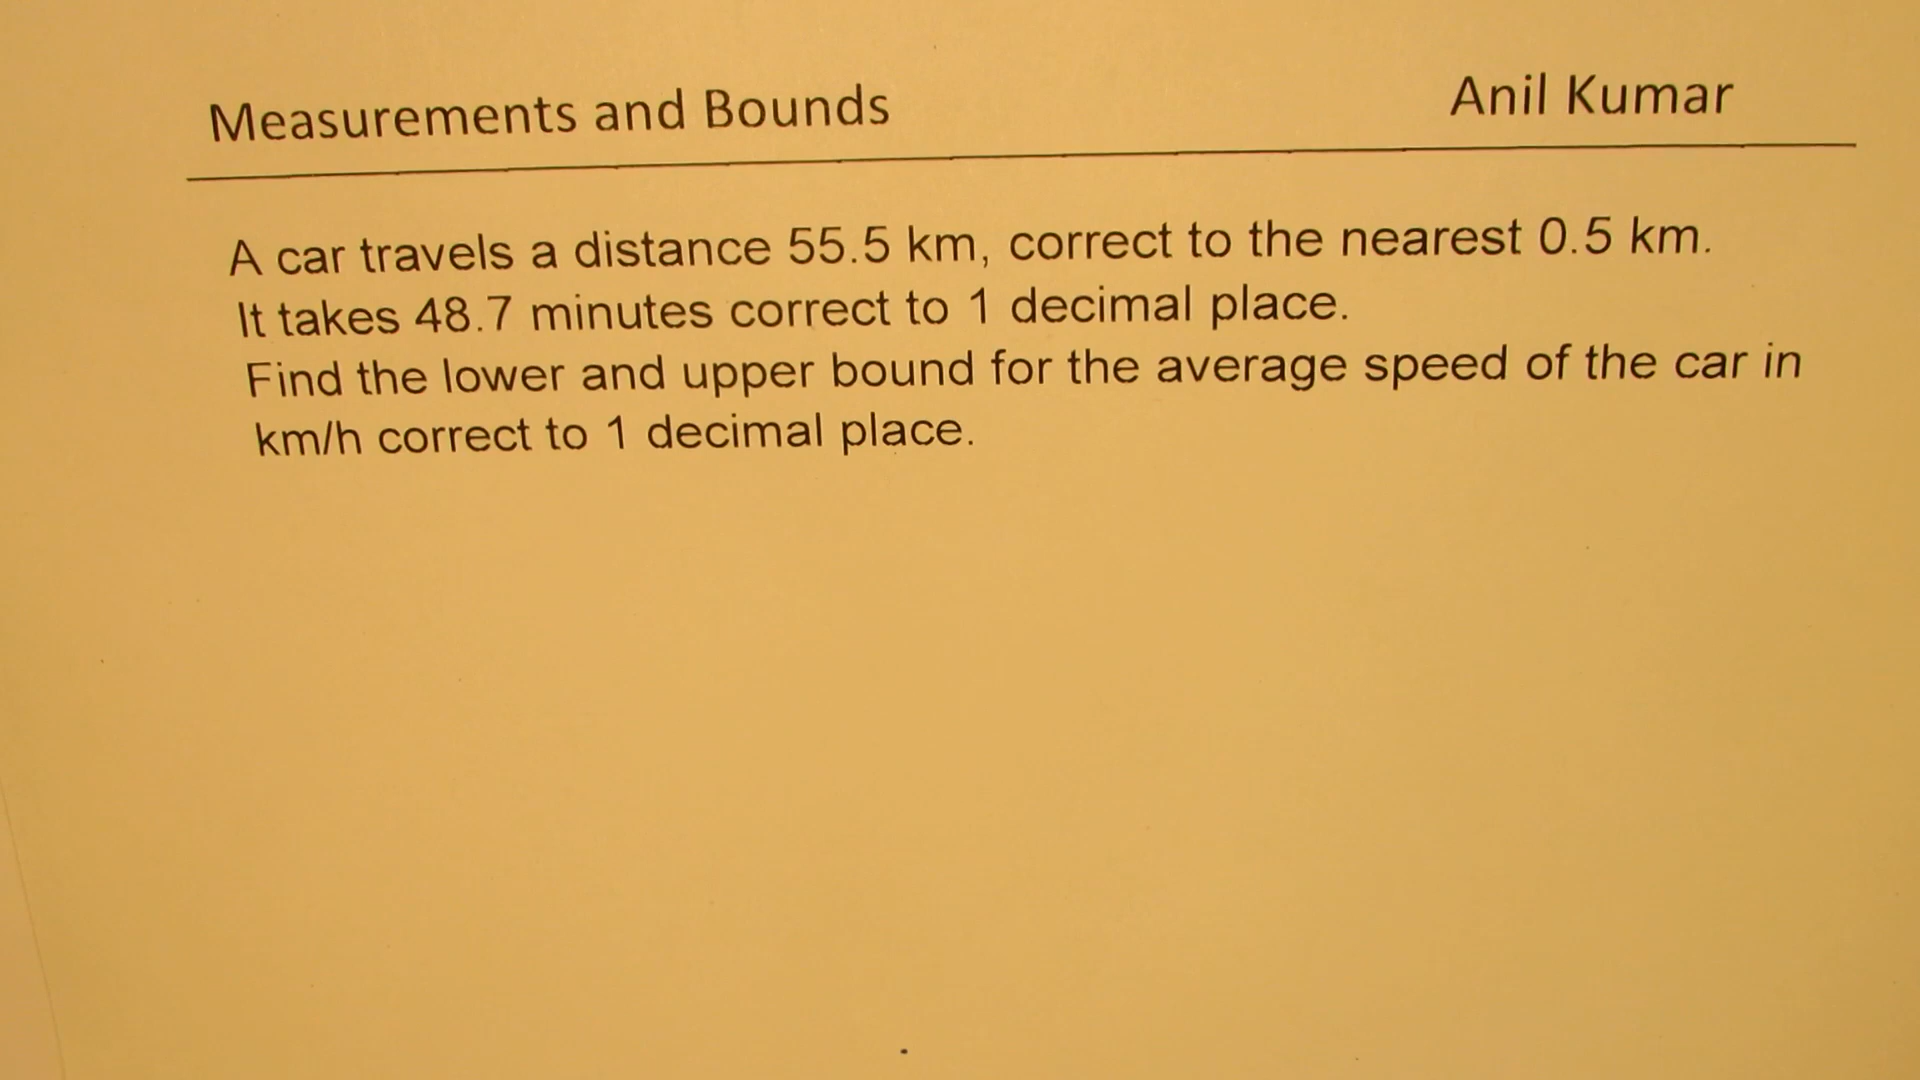 Measurements and Bounds Anil Kumar
A car travels a distance 55.5 km, correct to the nearest 0.5 km.
It takes 48.7 minutes correct to 1 decimal place.
Find the lower and upper bound for the average speed of the car in
km/h correct to 1 decimal place.